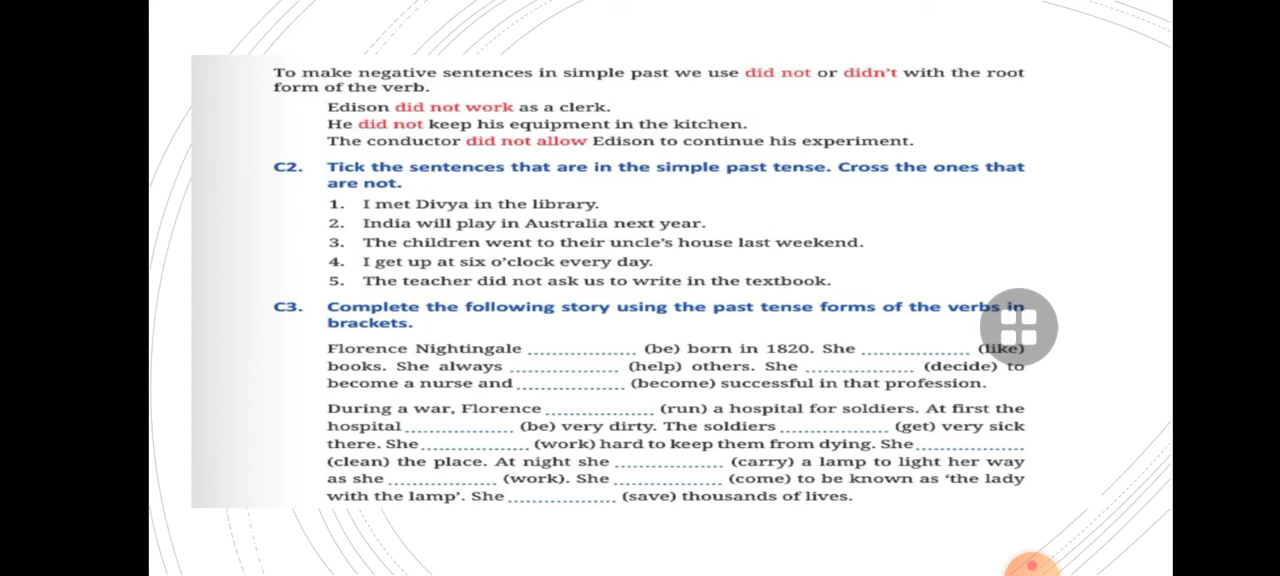 To make negative sentences in simple past we use did not or didn't with the root
form of the verb.
Edison did not work as a clerk.
He did not keep his equipment in the kitchen.
The conductor did not allow Edison to continue his experiment.
C2. Tick the sentences that are in the simple past tense. Cross the ones that
are not.
1. I met Divya in the library.
2. India will play in Australia next year.
3. The children went to their uncle's house last weekend.
4. I get up at six o'clock every day.
5. The teacher did not ask us to write in the textbook.
C3. Complete the following story using the past tense forms of the verbs in
brackets.
Florence Nightingale .................. (be) born in 1820. She .................. (like)
books. She always .................. (help) others. She .................. (decide) to
become a nurse and .................. (become) successful in that profession.
During a war, Florence .................. (run) a hospital for soldiers. At first the
hospital .................. (be) very dirty. The soldiers .................. (get) very sick
there. She .................. (work) hard to keep them from dying. She ..................
(clean) the place. At night she .................. (carry) a lamp to light her way
as she .................. (work). She .................. (come) to be known as 'the lady
with the lamp'. She .................. (save) thousands of lives.